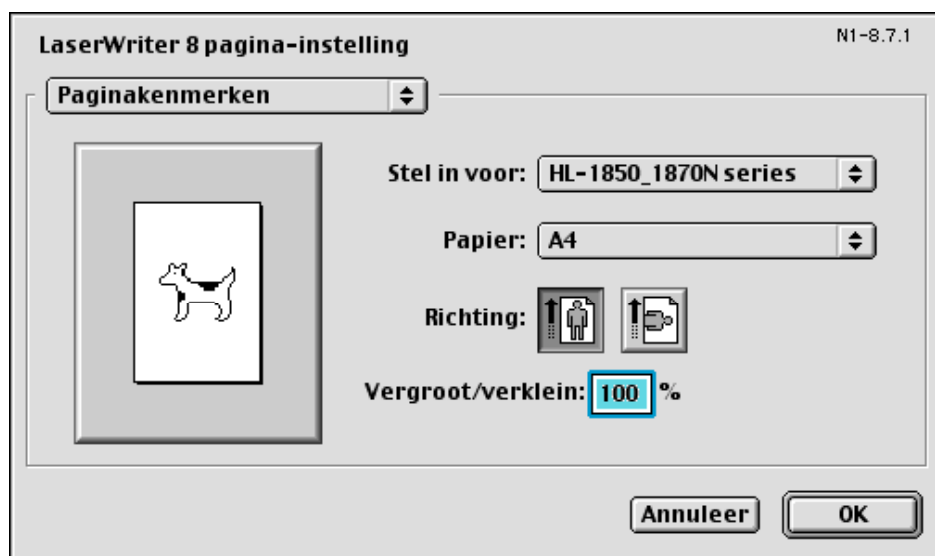 LaserWriter 8 pagina-instelling
N1-8.7.1
Paginakenmerken
Stel in voor: HL-1850_1870N series
Papier: A4
Richting:
Vergroot/verklein: 100 %
Annuleer OK